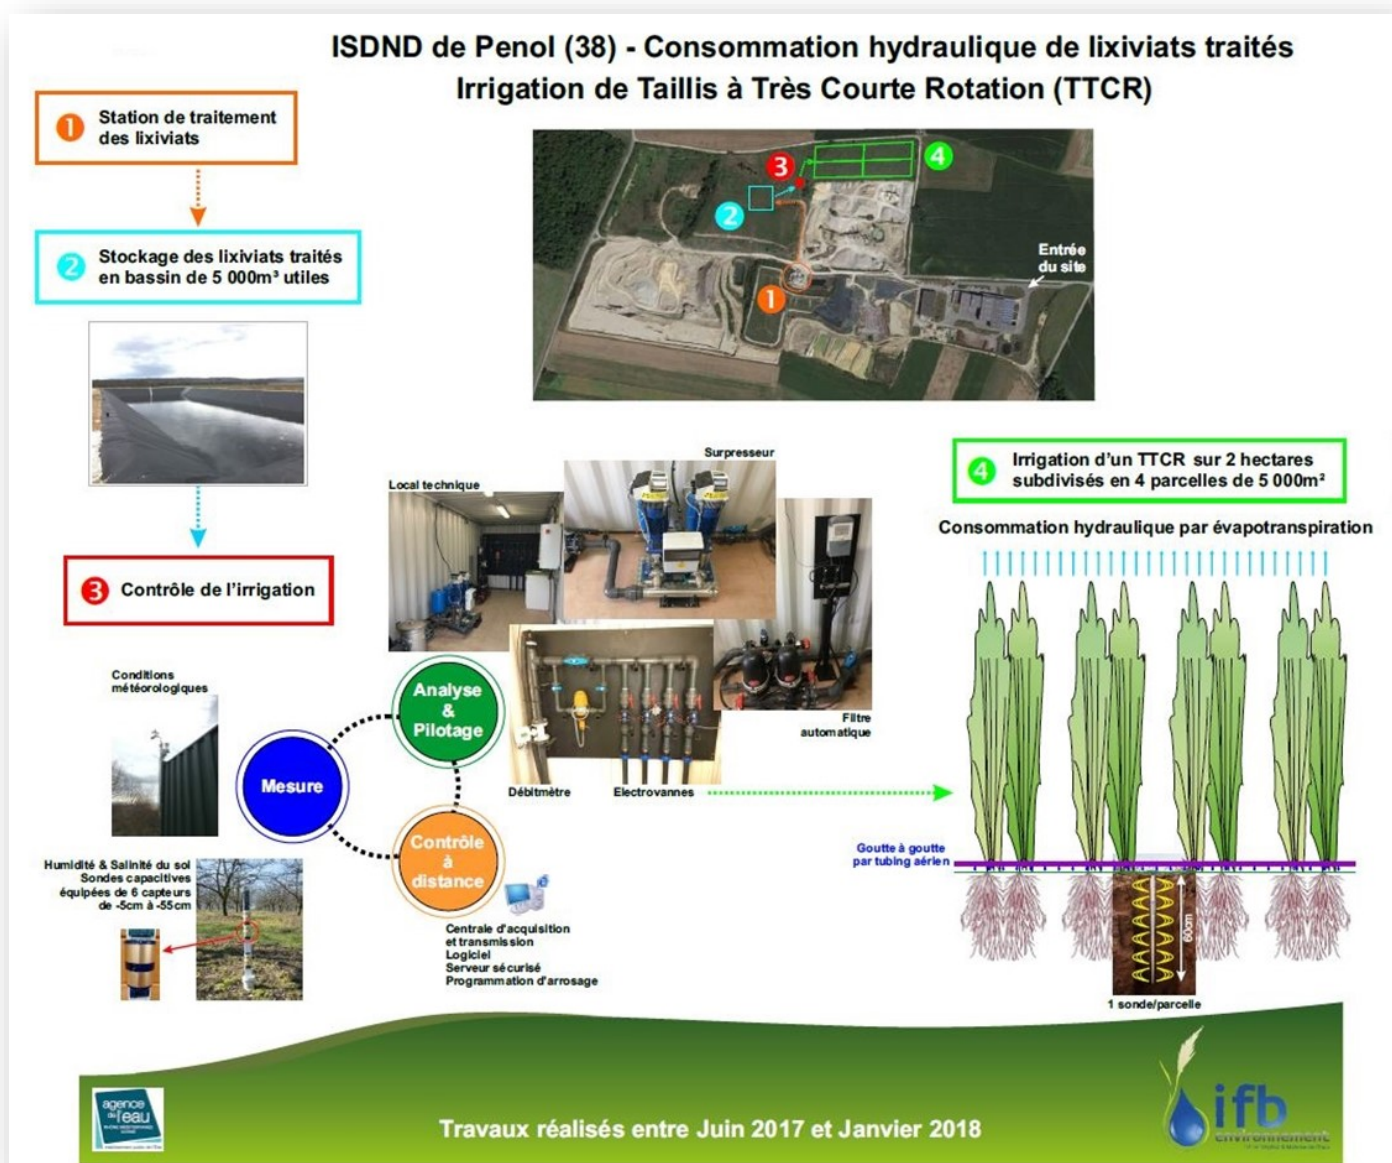 ISDND de Penol (38) - Consommation hydraulique de lixiviats traités
Irrigation de Taillis à Très Courte Rotation (TTCR)
1
Station de traitement
des lixiviats
2
Stockage des lixiviats traités
en bassin de 5 000m³ utiles
3
Contrôle de l'irrigation
1
2
3
4
Entrée
du site
4
Irrigation d'un TTCR sur 2 hectares
subdivisés en 4 parcelles de 5 000m²
Consommation hydraulique par évapotranspiration
Local technique
Surpresseur
Filtre
automatique
Débitmètre
Electrovannes
Conditions
météorologiques
Mesure
Analyse
&
Pilotage
Contrôle
à
distance
Humidité & Salinité du sol
Sondes capacitives
équipées de 6 capteurs
de -5cm à -55cm
Centrale d'acquisition
et transmission
Logiciel
Serveur sécurisé
Programmation d'arrosage
Goutte à goutte
par tubing aérien
60cm
1 sonde/parcelle
agence
de l'eau
Travaux réalisés entre Juin 2017 et Janvier 2018
ifb
environnement